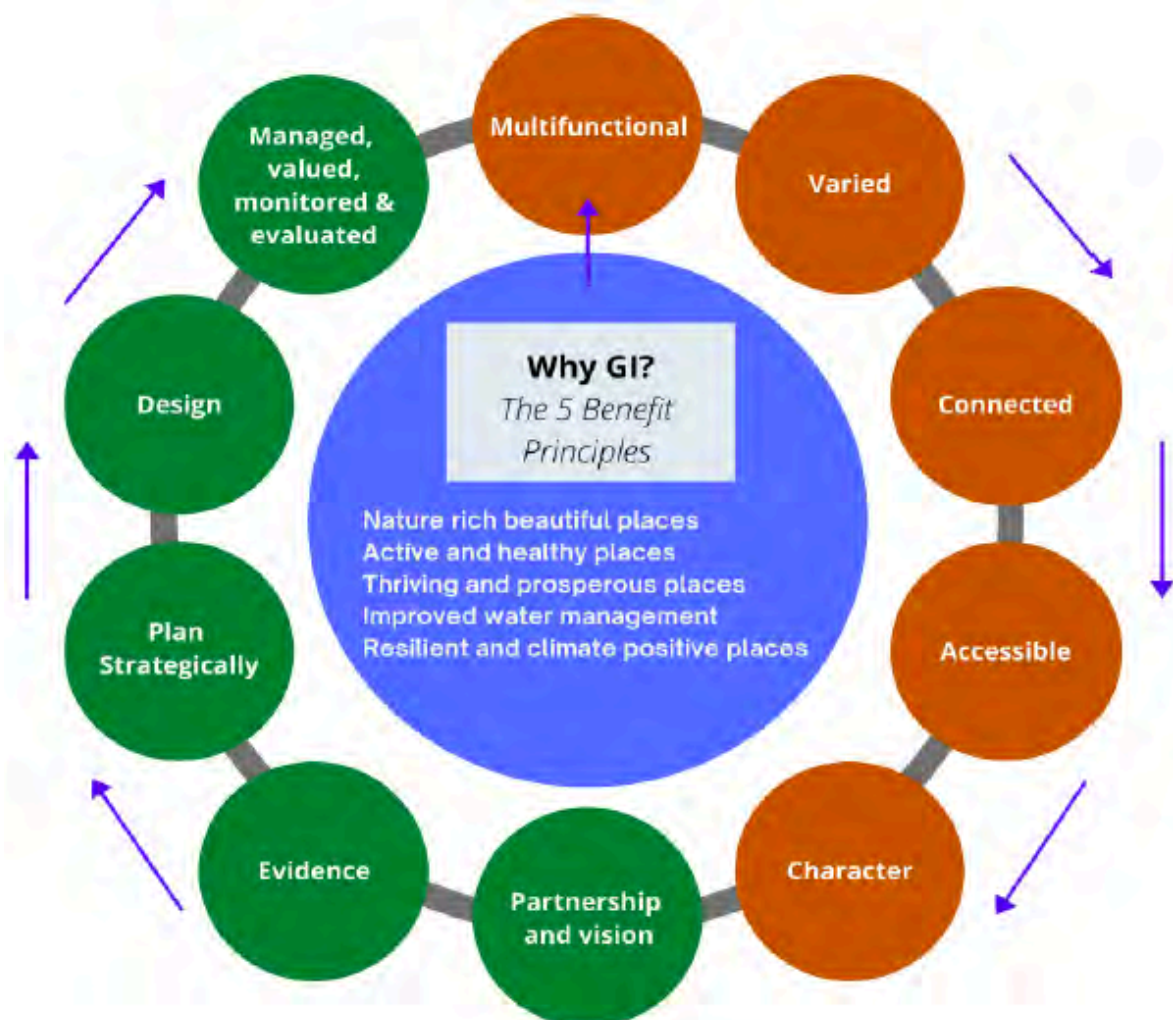 Multifunctional
Varied
Connected
Accessible
Character
Partnership
and vision
Evidence
Plan
Strategically
Design
Managed,
valued,
monitored &
evaluated
Why GI?
The 5 Benefit
Principles
Nature rich beautiful places
Active and healthy places
Thriving and prosperous places
Improved water management
Resilient and climate positive places